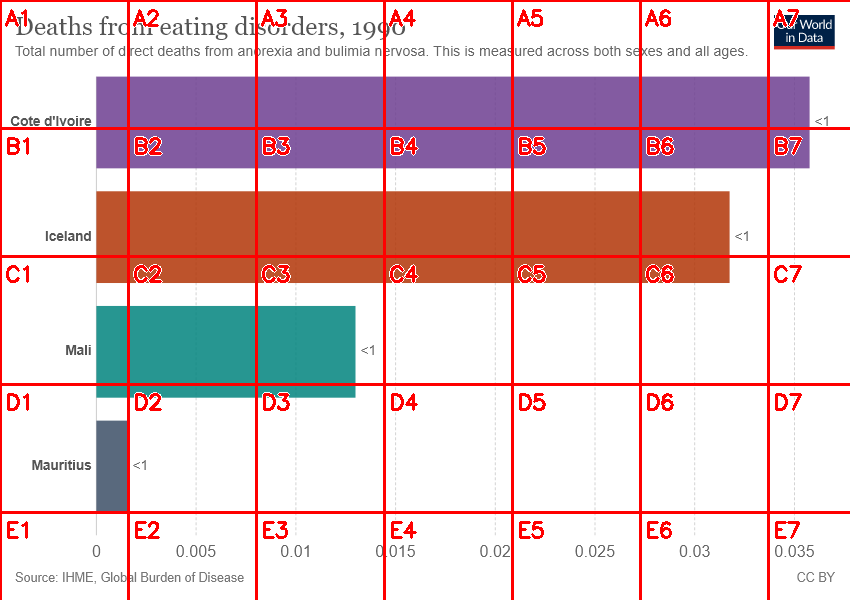 A1 A2 A3 A4 A5 A6 A7
Deaths from eating disorders, 1990
Our World
in Data
Total number of direct deaths from anorexia and bulimia nervosa. This is measured across both sexes and all ages.
Cote d'Ivoire <1
B1 B2 B3 B4 B5 B6 B7
Iceland <1
C1 C2 C3 C4 C5 C6 C7
Mali <1
D1 D2 D3 D4 D5 D6 D7
Mauritius <1
E1 E2 E3 E4 E5 E6 E7
0 0.005 0.01 0.015 0.02 0.025 0.03 0.035
Source: IHME, Global Burden of Disease CC BY